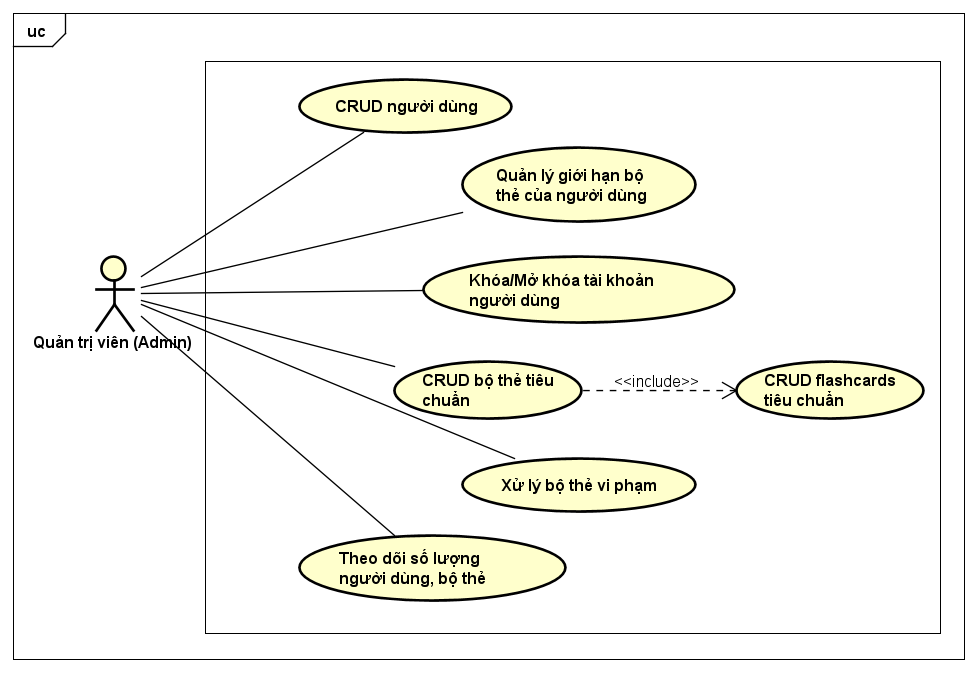 uc
CRUD người dùng
Quản lý giới hạn bộ
thẻ của người dùng
Khóa/Mở khóa tài khoản
người dùng
Quản trị viên (Admin)
CRUD bộ thẻ tiêu
chuẩn
<<include>>
CRUD flashcards
tiêu chuẩn
Xử lý bộ thẻ vi phạm
Theo dõi số lượng
người dùng, bộ thẻ